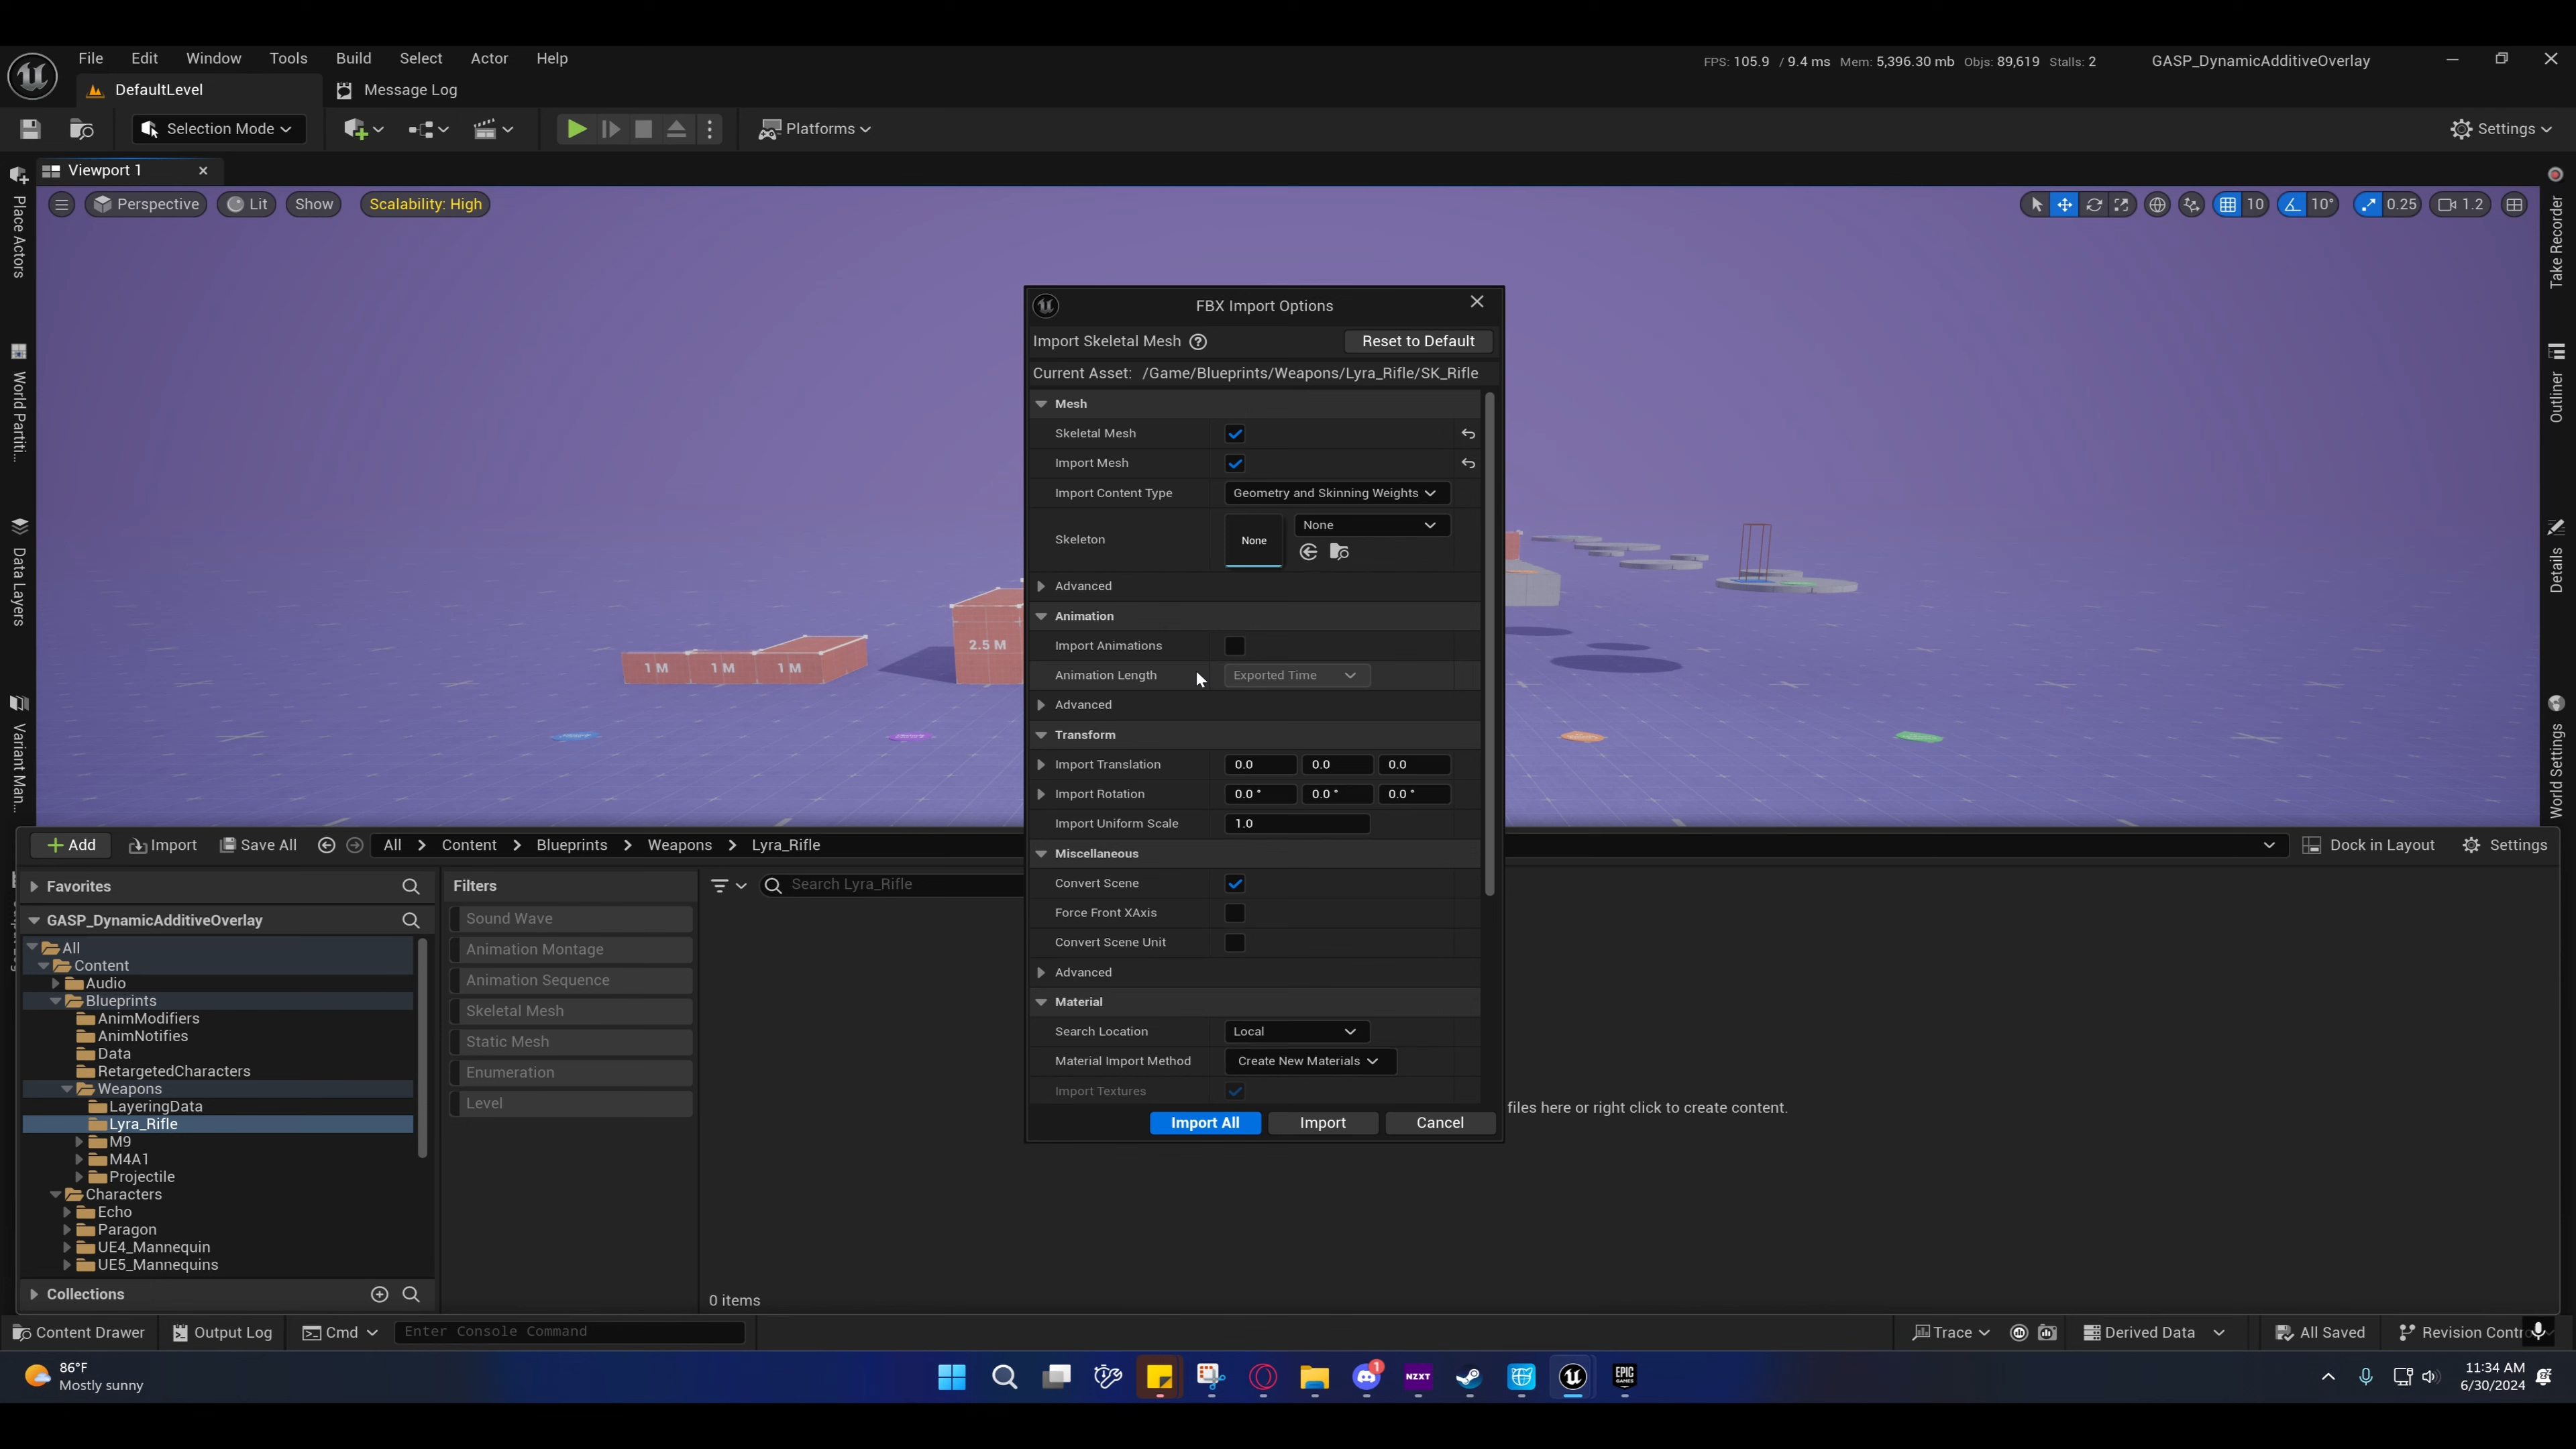 File Edit Window Tools Build Select Actor Help
FPS: 105.9 / 9.4 ms Mem: 5,396.30 mb Objs: 89,619 Stalls: 2
GASP_DynamicAdditiveOverlay
DefaultLevel
Message Log
Selection Mode
Platforms
Settings
Viewport 1
Perspective
Lit
Show
Scalability: High
10
10°
0.25
1.2
Place Actors
World Partiti...
Data Layers
Variant Man...
Take Recorder
Outliner
Details
World Settings
1 M 1 M 1 M
2.5 M
FBX Import Options
Import Skeletal Mesh
Reset to Default
Current Asset: /Game/Blueprints/Weapons/Lyra_Rifle/SK_Rifle
Mesh
Skeletal Mesh
Import Mesh
Import Content Type Geometry and Skinning Weights
Skeleton None None
Advanced
Animation
Import Animations
Animation Length Exported Time
Advanced
Transform
Import Translation 0.0 0.0 0.0
Import Rotation 0.0 ° 0.0 ° 0.0 °
Import Uniform Scale 1.0
Miscellaneous
Convert Scene
Force Front XAxis
Convert Scene Unit
Advanced
Material
Search Location Local
Material Import Method Create New Materials
Import Textures
Import All Import Cancel
Add Import Save All All > Content > Blueprints > Weapons > Lyra_Rifle
Dock in Layout
Settings
Favorites
GASP_DynamicAdditiveOverlay
All
Content
Audio
Blueprints
AnimModifiers
AnimNotifies
Data
RetargetedCharacters
Weapons
LayeringData
Lyra_Rifle
M9
M4A1
Projectile
Characters
Echo
Paragon
UE4_Mannequin
UE5_Mannequins
Collections
Filters
Sound Wave
Animation Montage
Animation Sequence
Skeletal Mesh
Static Mesh
Enumeration
Level
Search Lyra_Rifle
files here or right click to create content.
0 items
Content Drawer Output Log Cmd Enter Console Command
Trace Derived Data All Saved Revision Contr
86°F
Mostly sunny
1
NZXT
EPIC
GAMES
11:34 AM
6/30/2024